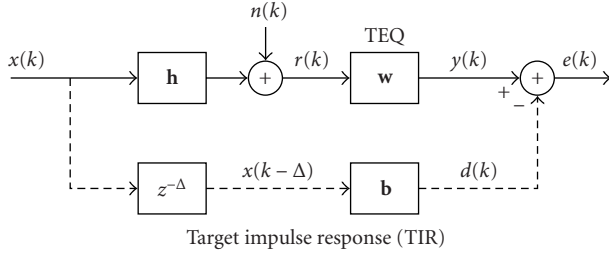 n(k)
TEQ
x(k)
h
+
r(k)
w
y(k)
+
e(k)
+
−
z^{−Δ}
x(k − Δ)
b
d(k)
Target impulse response (TIR)